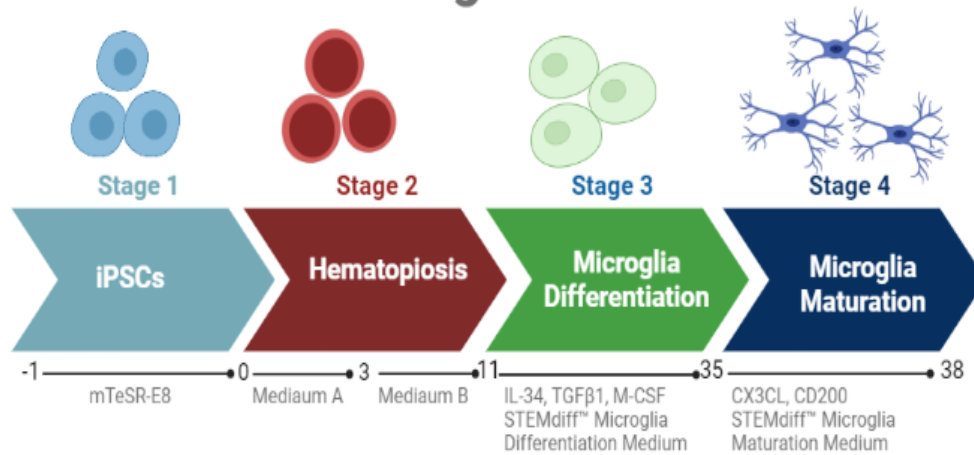 Stage 1
Stage 2
Stage 3
Stage 4
iPSCs
Hematopiosis
Microglia
Differentiation
Microglia
Maturation
-1
0
3
11
35
38
mTeSR-E8
Mediaum A
Mediaum B
IL-34, TGFβ1, M-CSF
STEMdiff™ Microglia
Differentiation Medium
CX3CL, CD200
STEMdiff™ Microglia
Maturation Medium